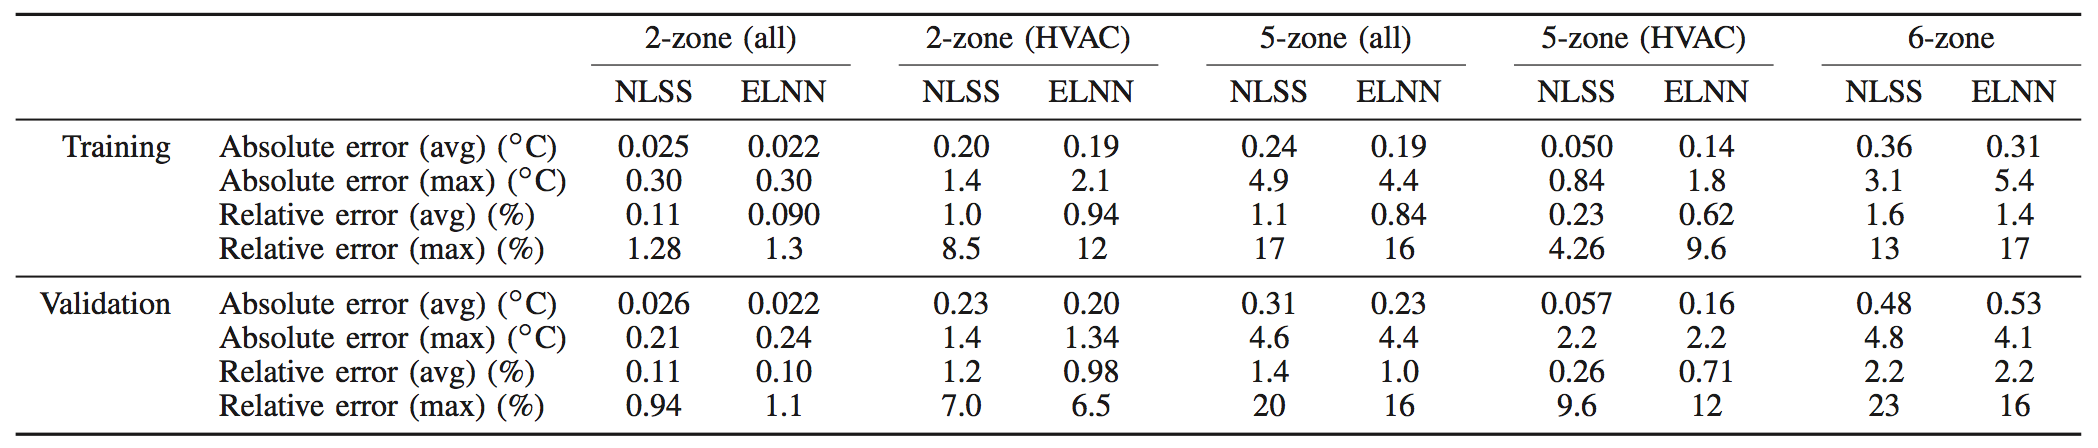 2-zone (all) 2-zone (HVAC) 5-zone (all) 5-zone (HVAC) 6-zone
NLSS ELNN NLSS ELNN NLSS ELNN NLSS ELNN NLSS ELNN
Training Absolute error (avg) (°C) 0.025 0.022 0.20 0.19 0.24 0.19 0.050 0.14 0.36 0.31
Absolute error (max) (°C) 0.30 0.30 1.4 2.1 4.9 4.4 0.84 1.8 3.1 5.4
Relative error (avg) (%) 0.11 0.090 1.0 0.94 1.1 0.84 0.23 0.62 1.6 1.4
Relative error (max) (%) 1.28 1.3 8.5 12 17 16 4.26 9.6 13 17
Validation Absolute error (avg) (°C) 0.026 0.022 0.23 0.20 0.31 0.23 0.057 0.16 0.48 0.53
Absolute error (max) (°C) 0.21 0.24 1.4 1.34 4.6 4.4 2.2 2.2 4.8 4.1
Relative error (avg) (%) 0.11 0.10 1.2 0.98 1.4 1.0 0.26 0.71 2.2 2.2
Relative error (max) (%) 0.94 1.1 7.0 6.5 20 16 9.6 12 23 16